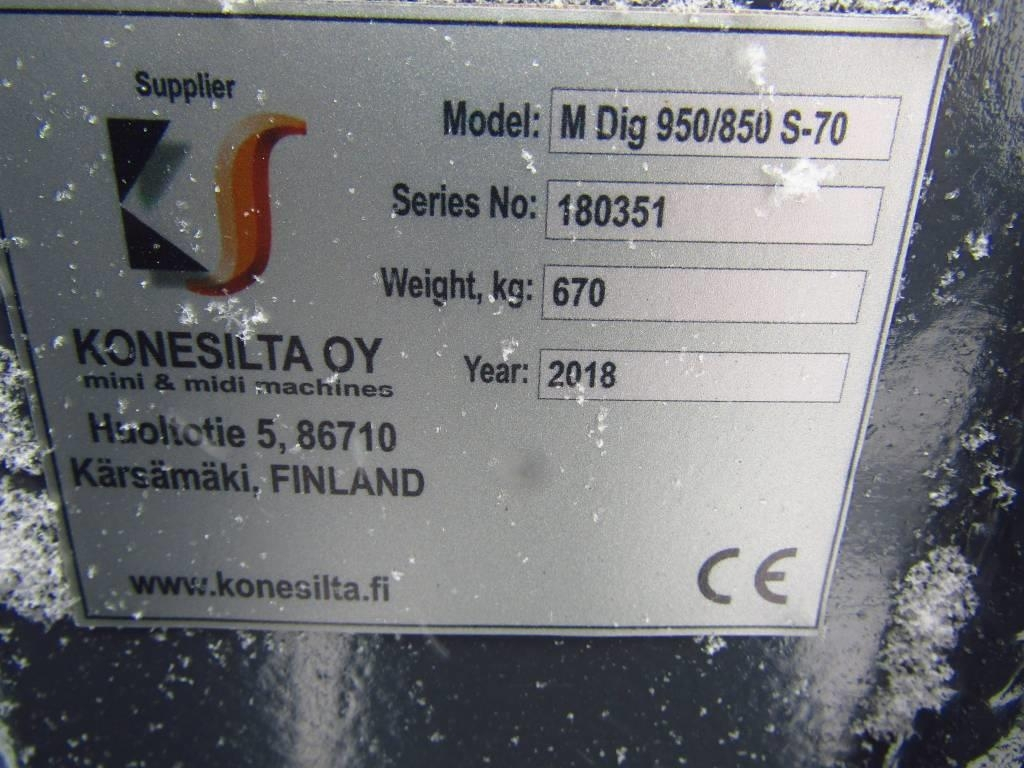 Supplier
KS
KONESILTA OY
mini & midi machines
Huoltotie 5, 86710
Kärsämäki, FINLAND
www.konesilta.fi
Model: M Dig 950/850 S-70
Series No: 180351
Weight, kg: 670
Year: 2018
CE